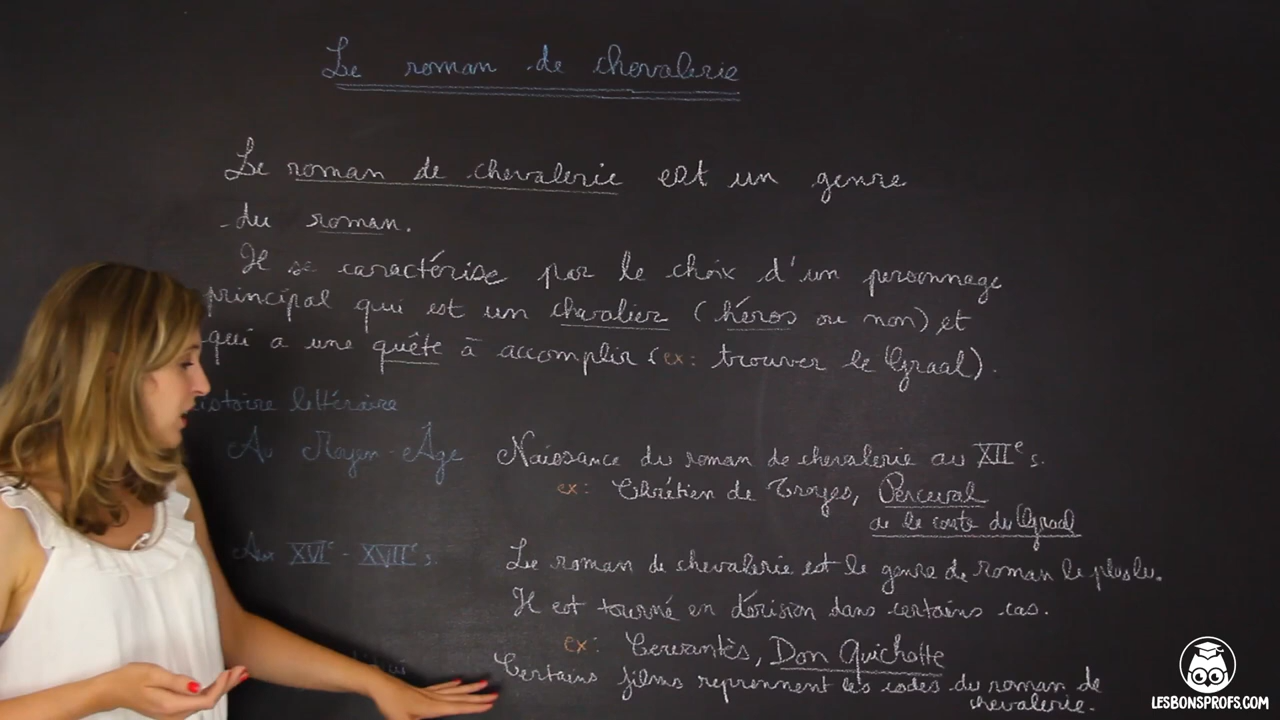 Le roman de chevalerie
Le roman de chevalerie est un genre
du roman.
Il se caractérise par le choix d'un personnage
principal qui est un chevalier (héros ou non) et
qui a une quête à accomplir (ex: trouver le Graal).
histoire littéraire
Au Moyen-Âge
Naissance du roman de chevalerie au XIIe s.
ex: Chrétien de Troyes, Perceval
ou le conte du Graal
Aux XVIe - XVIIe s.
Le roman de chevalerie est le genre de roman le plus lu.
Il est tourné en dérision dans certains cas.
ex: Cervantès, Don Quichotte
Certains films reprennent les codes du roman de
chevalerie.
LESBONSPROFS.COM